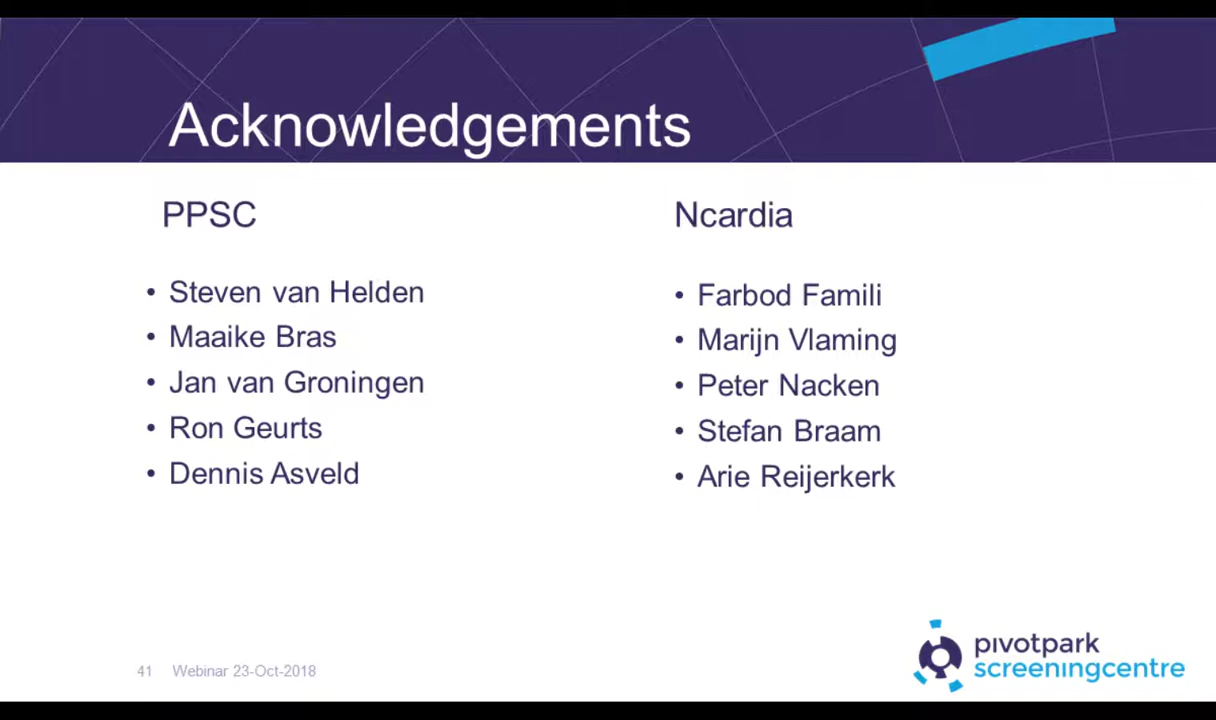 Acknowledgements
PPSC
• Steven van Helden
• Maaike Bras
• Jan van Groningen
• Ron Geurts
• Dennis Asveld
Ncardia
• Farbod Famili
• Marijn Vlaming
• Peter Nacken
• Stefan Braam
• Arie Reijerkerk
41 Webinar 23-Oct-2018
pivotpark
screeningcentre